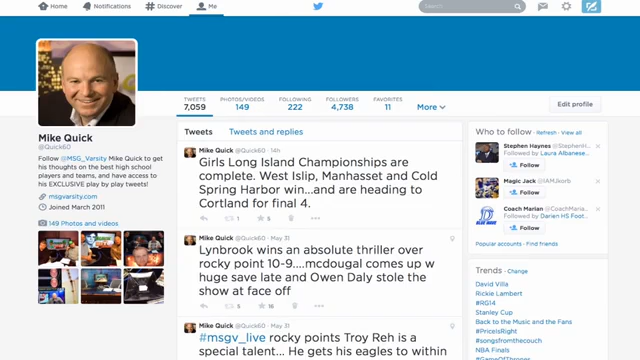 Home Notifications Discover Me
Search
TWEETS PHOTOS/VIDEOS FOLLOWING FOLLOWERS FAVORITES
7,059 149 222 4,738 11 More
Edit profile
Mike Quick
@Quick60
Follow @MSG_Varsity Mike Quick to get his thoughts on the best high school players and teams, and have access to his EXCLUSIVE play by play tweets!
msgvarsity.com
Joined March 2011
149 Photos and videos
Tweets Tweets and replies
Mike Quick @Quick60 · 14h
Girls Long Island Championships are
complete. West Islip, Manhasset and Cold
Spring Harbor win...and are heading to
Cortland for final 4.
1 5
Mike Quick @Quick60 · May 31
Lynbrook wins an absolute thriller over
rocky point 10-9....mcdougal comes up w
huge save late and Owen Daly stole the
show at face off
5 16
Mike Quick @Quick60 · May 31
#msgv_live rocky points Troy Reh is a
special talent... He gets his eagles to within
Who to follow · Refresh · View all
Stephen Haynes @StephenH...
Followed by Laura Albanese...
Follow
Magic Jack @IAMJkorb
Follow
Coach Marian @CoachMaria...
Followed by Darien HS Foot...
Follow
Popular accounts · Find friends
Trends · Change
David Villa
Rickie Lambert
#RG14
Stanley Cup
Back to the Music and the Fans
#PriceIsRight
#songsfromthecouch
NBA Finals
#GameOfThrones